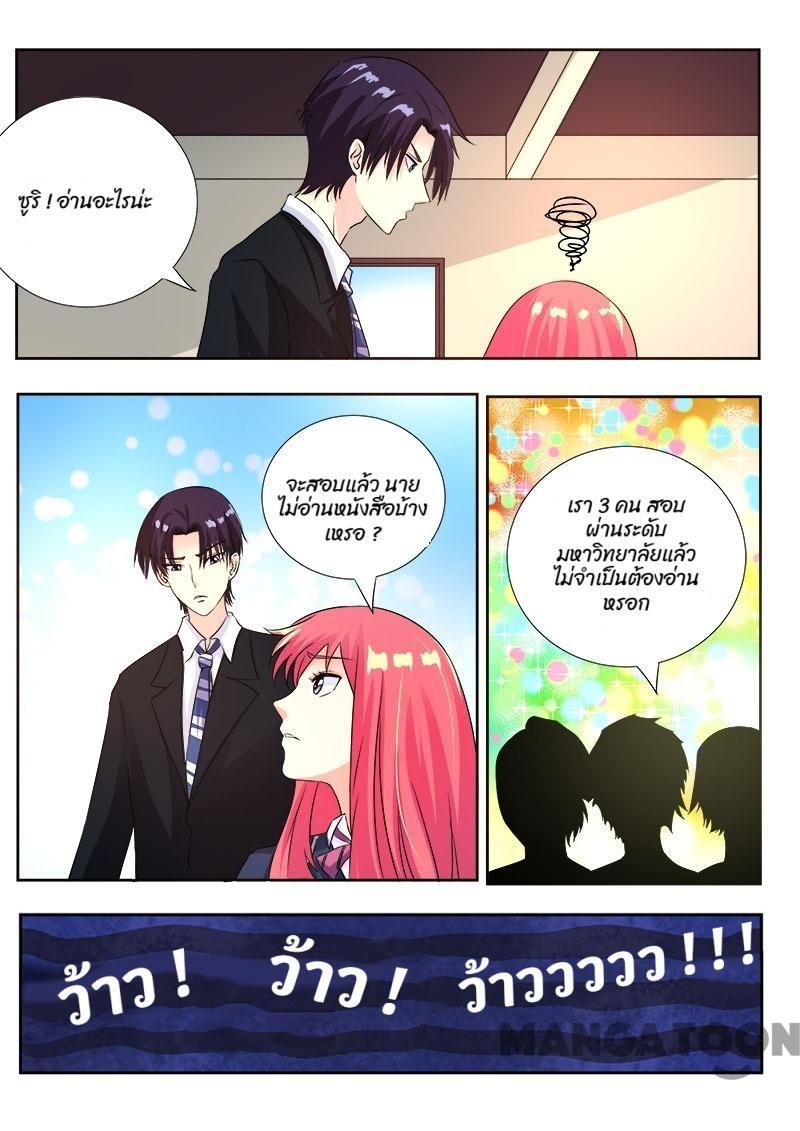 ซูริ ! อ่านอะไรน่ะ
จะสอบแล้ว นาย
ไม่อ่านหนังสือบ้าง
เหรอ ?
เรา 3 คน สอบ
ผ่านระดับ
มหาวิทยาลัยแล้ว
ไม่จำเป็นต้องอ่าน
หรอก
ว้าว ! ว้าว ! ว้าวววววว ! ! !
MANGA TOON